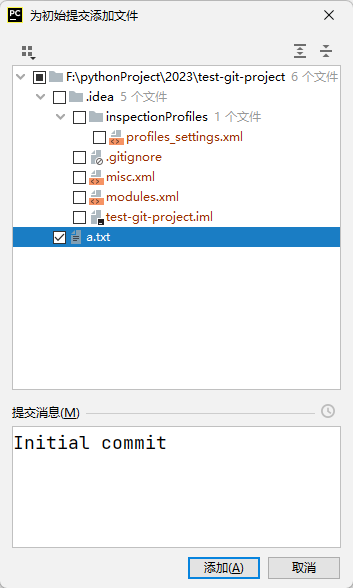 PC 为初始提交添加文件
F:\pythonProject\2023\test-git-project 6 个文件
.idea 5 个文件
inspectionProfiles 1 个文件
profiles_settings.xml
.gitignore
misc.xml
modules.xml
test-git-project.iml
a.txt
提交消息(M)
Initial commit
添加(A) 取消